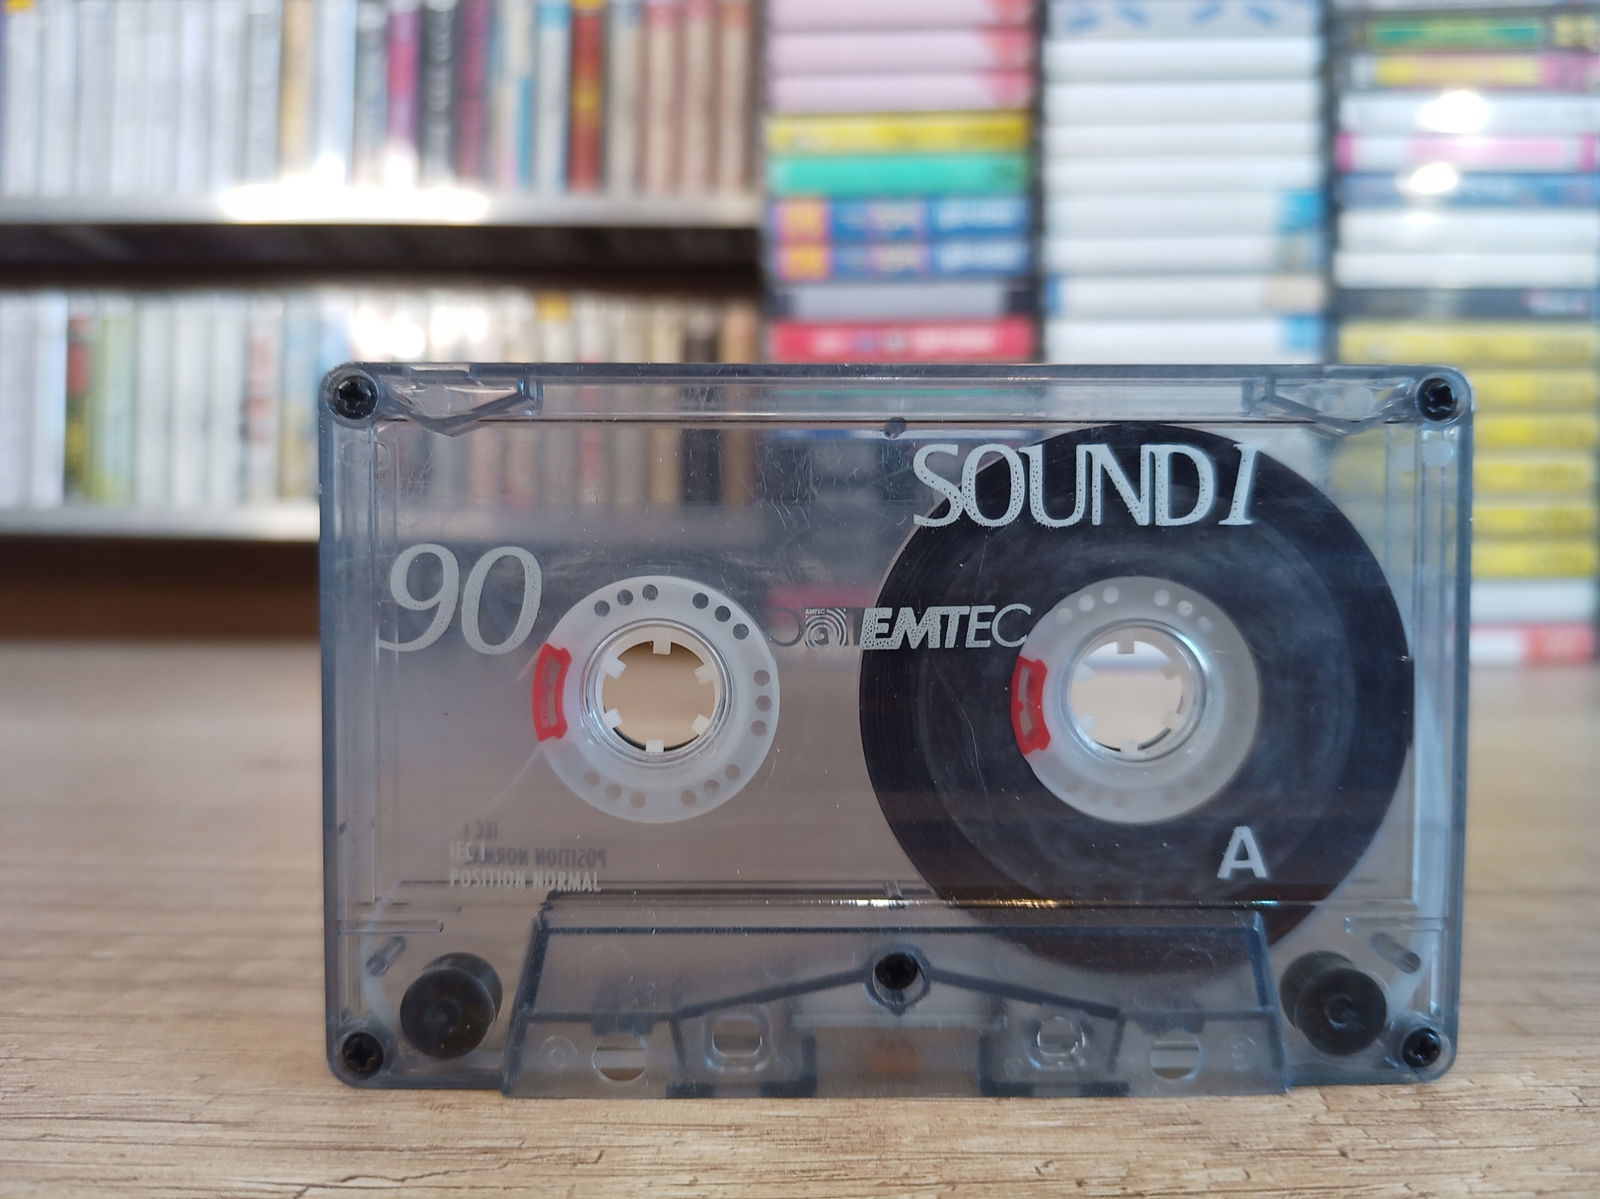 SOUND I
90
EMTEC
EMTEC
IEC I
POSITION NORMAL
A